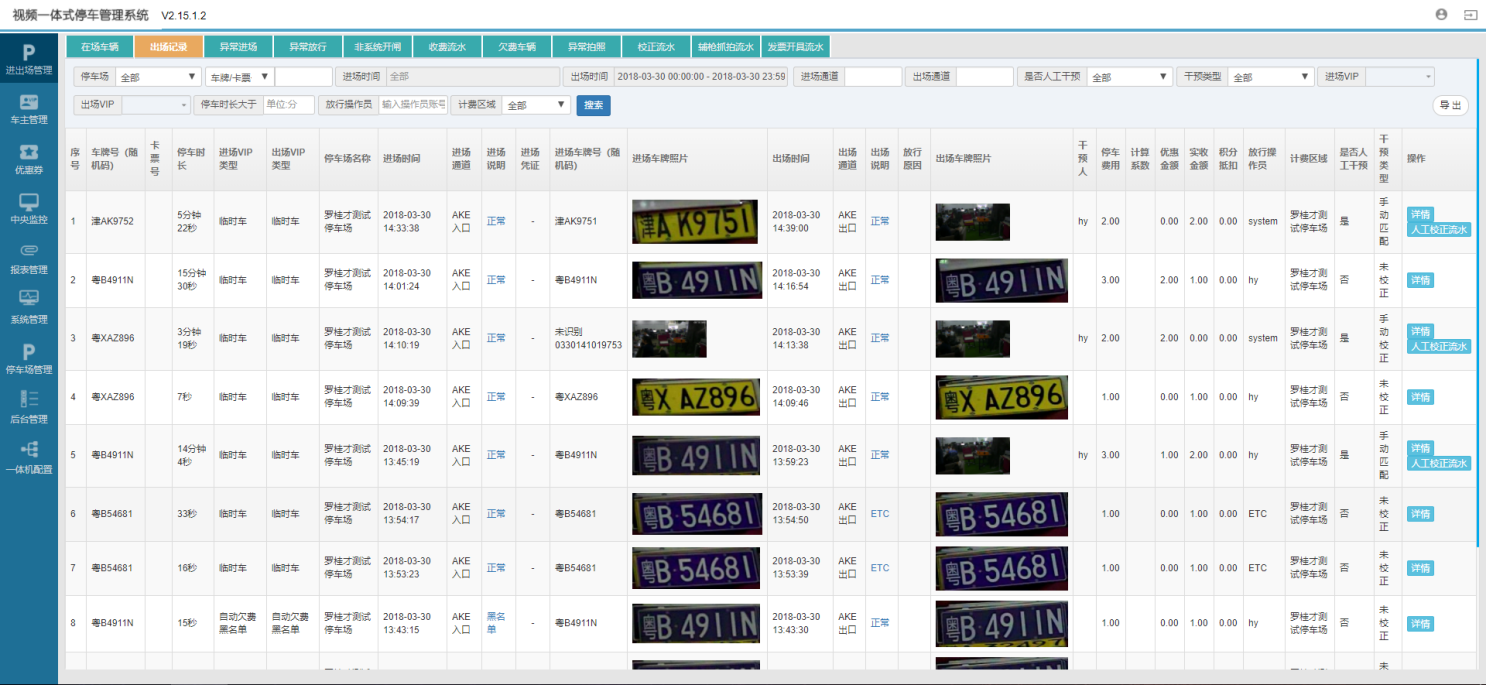 视频一体式停车管理系统 V2.15.1.2
进出场管理
车主管理
优惠券
中央监控
报表管理
系统管理
停车场管理
后台管理
一体机配置
在场车辆 出场记录 异常进场 异常放行 非系统开闸 收费流水 欠费车辆 异常拍照 校正流水 辅枪抓拍流水 发票开具流水
停车场 全部 车牌/卡票 进场时间 全部 出场时间 2018-03-30 00:00:00 - 2018-03-30 23:59 进场通道 出场通道 是否人工干预 全部 干预类型 全部 进场VIP
出场VIP 停车时长大于 单位:分 放行操作员 输入操作员账号 计费区域 全部 搜索 导出
序号 车牌号（随机码） 卡票号 停车时长 进场VIP类型 出场VIP类型 停车场名称 进场时间 进场通道 进场说明 进场凭证 进场车牌号（随机码） 进场车牌照片 出场时间 出场通道 出场说明 放行原因 出场车牌照片 干预人 停车费用 计算系数 优惠金额 实收金额 积分抵扣 放行操作员 计费区域 是否人工干预 干预类型 操作
1 津AK9752 5分钟22秒 临时车 临时车 罗桂才测试停车场 2018-03-30 14:33:38 AKE入口 正常 - 津AK9751 津A K9751 2018-03-30 14:39:00 AKE出口 正常 hy 2.00 0.00 2.00 0.00 system 罗桂才测试停车场 是 手动匹配 详情 人工校正流水
2 粤B4911N 15分钟30秒 临时车 临时车 罗桂才测试停车场 2018-03-30 14:01:24 AKE入口 正常 - 粤B4911N 粤B·4911N 2018-03-30 14:16:54 AKE出口 正常 粤B·4911N 3.00 2.00 1.00 0.00 hy 罗桂才测试停车场 否 未校正 详情
3 粤XAZ896 3分钟19秒 临时车 临时车 罗桂才测试停车场 2018-03-30 14:10:19 AKE入口 正常 - 未识别0330141019753 2018-03-30 14:13:38 AKE出口 正常 hy 2.00 2.00 0.00 0.00 system 罗桂才测试停车场 是 手动校正 详情 人工校正流水
4 粤XAZ896 7秒 临时车 临时车 罗桂才测试停车场 2018-03-30 14:09:39 AKE入口 正常 - 粤XAZ896 粤X AZ896 2018-03-30 14:09:46 AKE出口 正常 粤X AZ896 1.00 0.00 1.00 0.00 hy 罗桂才测试停车场 否 未校正 详情
5 粤B4911N 14分钟4秒 临时车 临时车 罗桂才测试停车场 2018-03-30 13:45:19 AKE入口 正常 - 粤B4911N 粤B·4911N 2018-03-30 13:59:23 AKE出口 正常 hy 3.00 1.00 2.00 0.00 hy 罗桂才测试停车场 是 手动匹配 详情 人工校正流水
6 粤B54681 33秒 临时车 临时车 罗桂才测试停车场 2018-03-30 13:54:17 AKE入口 正常 - 粤B54681 粤B·54681 2018-03-30 13:54:50 AKE出口 ETC 粤B·54681 1.00 0.00 1.00 0.00 ETC 罗桂才测试停车场 否 未校正 详情
7 粤B54681 16秒 临时车 临时车 罗桂才测试停车场 2018-03-30 13:53:23 AKE入口 正常 - 粤B54681 粤B·54681 2018-03-30 13:53:39 AKE出口 ETC 粤B·54681 1.00 0.00 1.00 0.00 ETC 罗桂才测试停车场 否 未校正 详情
8 粤B4911N 15秒 自动欠费黑名单 自动欠费黑名单 罗桂才测试停车场 2018-03-30 13:43:15 AKE入口 黑名单 - 粤B4911N 粤B·4911N 2018-03-30 13:43:30 AKE出口 正常 粤B·4911N 1.00 0.00 1.00 0.00 hy 罗桂才测试停车场 否 未校正 详情
未